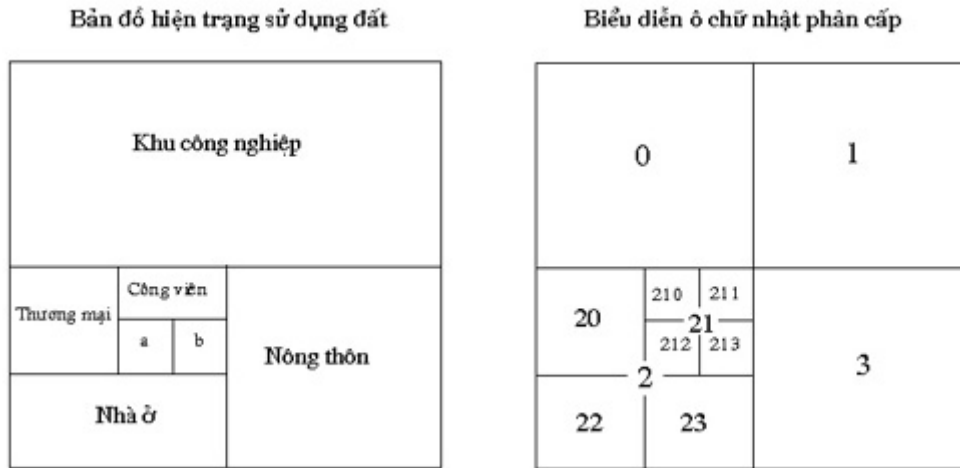 Bản đồ hiện trạng sử dụng đất
Khu công nghiệp
Thương mại
Công viên
a
b
Nông thôn
Nhà ở
Biểu diễn ô chữ nhật phân cấp
0
1
20
210
211
21
212
213
2
3
22
23